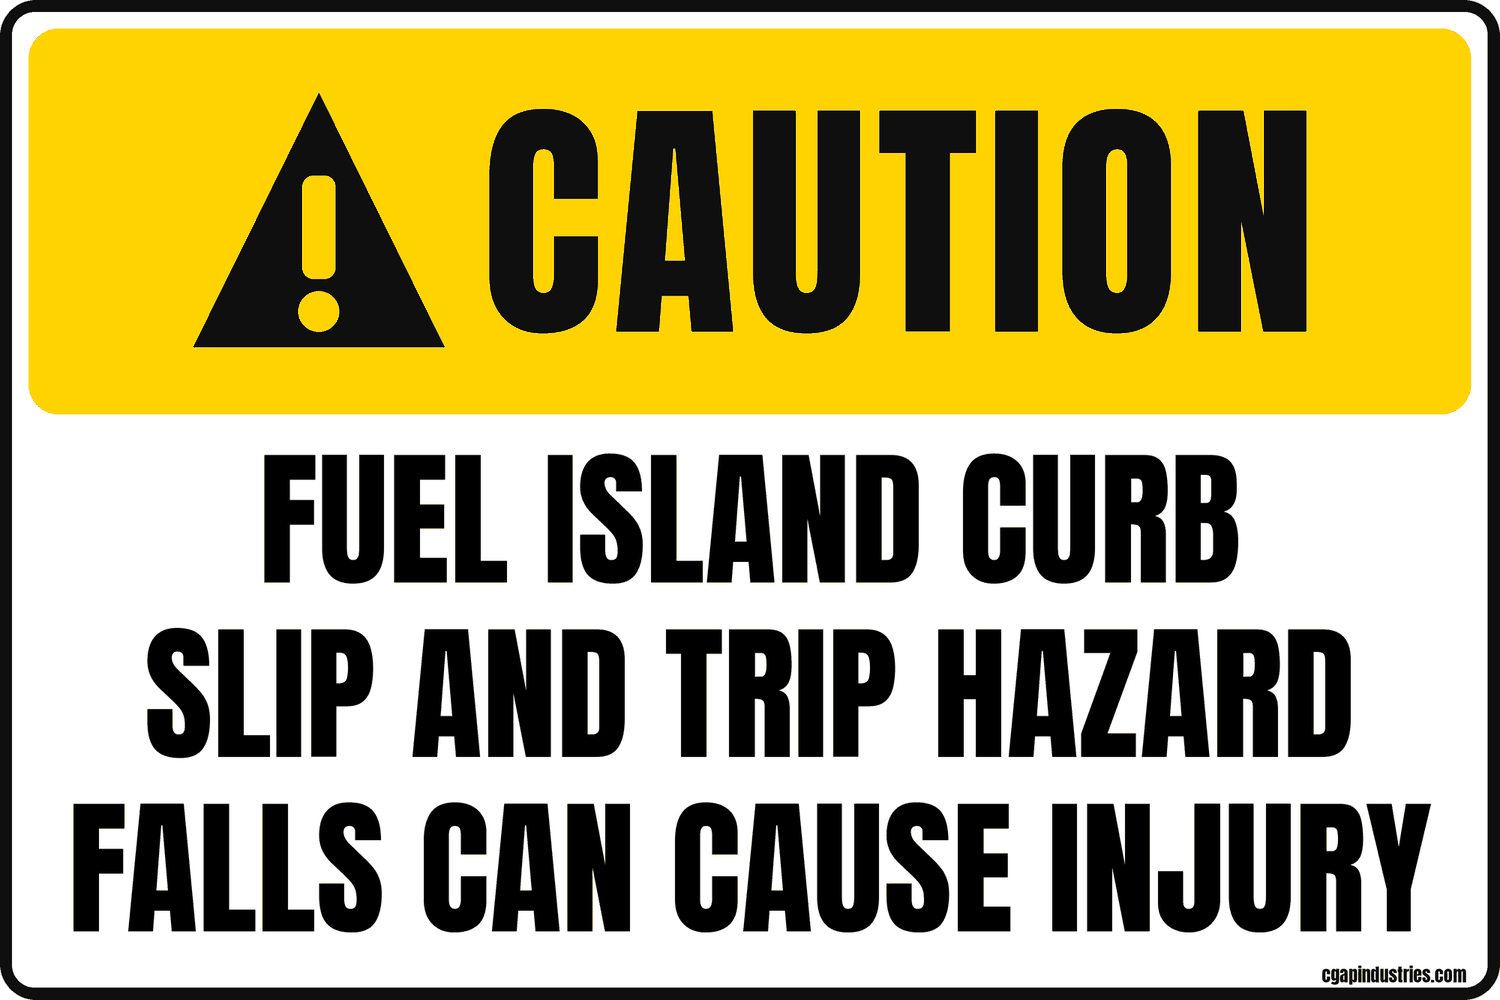 CAUTION
FUEL ISLAND CURB
SLIP AND TRIP HAZARD
FALLS CAN CAUSE INJURY
cgapindustries.com